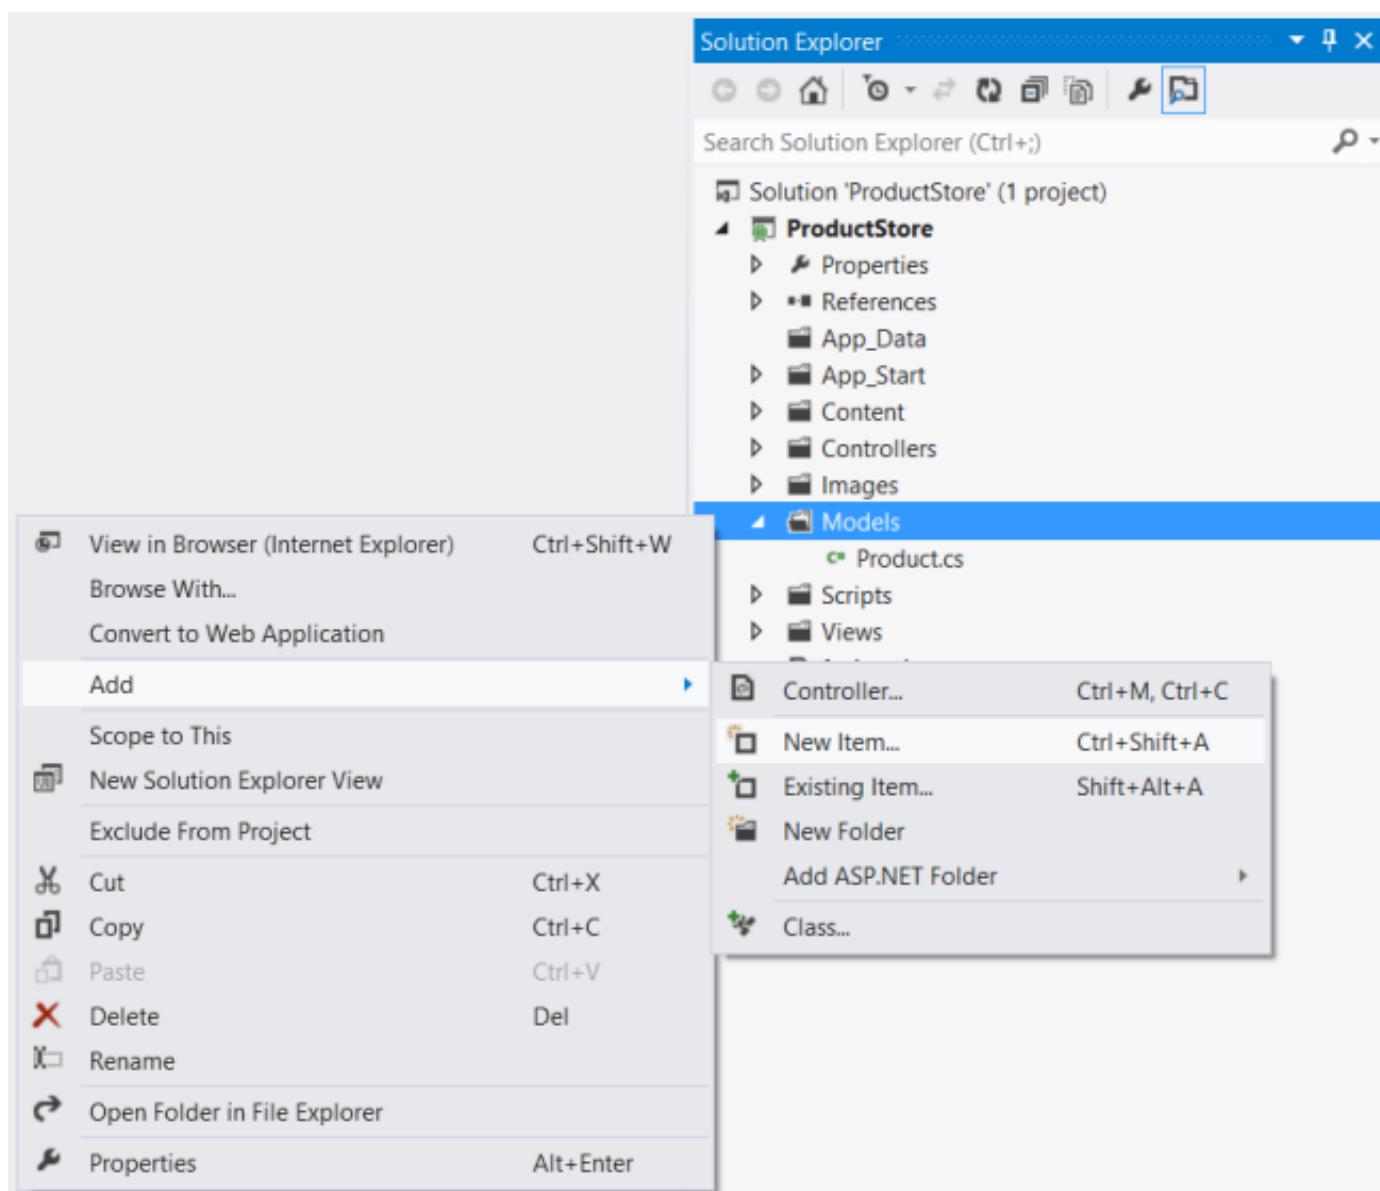 Solution Explorer
Search Solution Explorer (Ctrl+;)
Solution 'ProductStore' (1 project)
ProductStore
Properties
References
App_Data
App_Start
Content
Controllers
Images
Models
Product.cs
Scripts
Views
View in Browser (Internet Explorer) Ctrl+Shift+W
Browse With...
Convert to Web Application
Add
Scope to This
New Solution Explorer View
Exclude From Project
Cut Ctrl+X
Copy Ctrl+C
Paste Ctrl+V
Delete Del
Rename
Open Folder in File Explorer
Properties Alt+Enter
Controller... Ctrl+M, Ctrl+C
New Item... Ctrl+Shift+A
Existing Item... Shift+Alt+A
New Folder
Add ASP.NET Folder
Class...